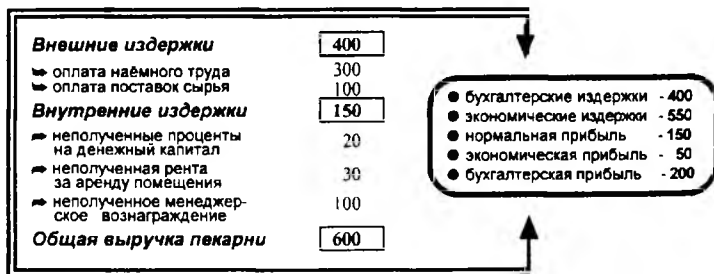 Внешние издержки 400
оплата наёмного труда 300
оплата поставок сырья 100
Внутренние издержки 150
неполученные проценты
на денежный капитал 20
неполученная рента
за аренду помещения 30
неполученное менеджер-
ское вознаграждение 100
Общая выручка пекарни 600
● бухгалтерские издержки - 400
● экономические издержки - 550
● нормальная прибыль - 150
● экономическая прибыль - 50
● бухгалтерская прибыль - 200